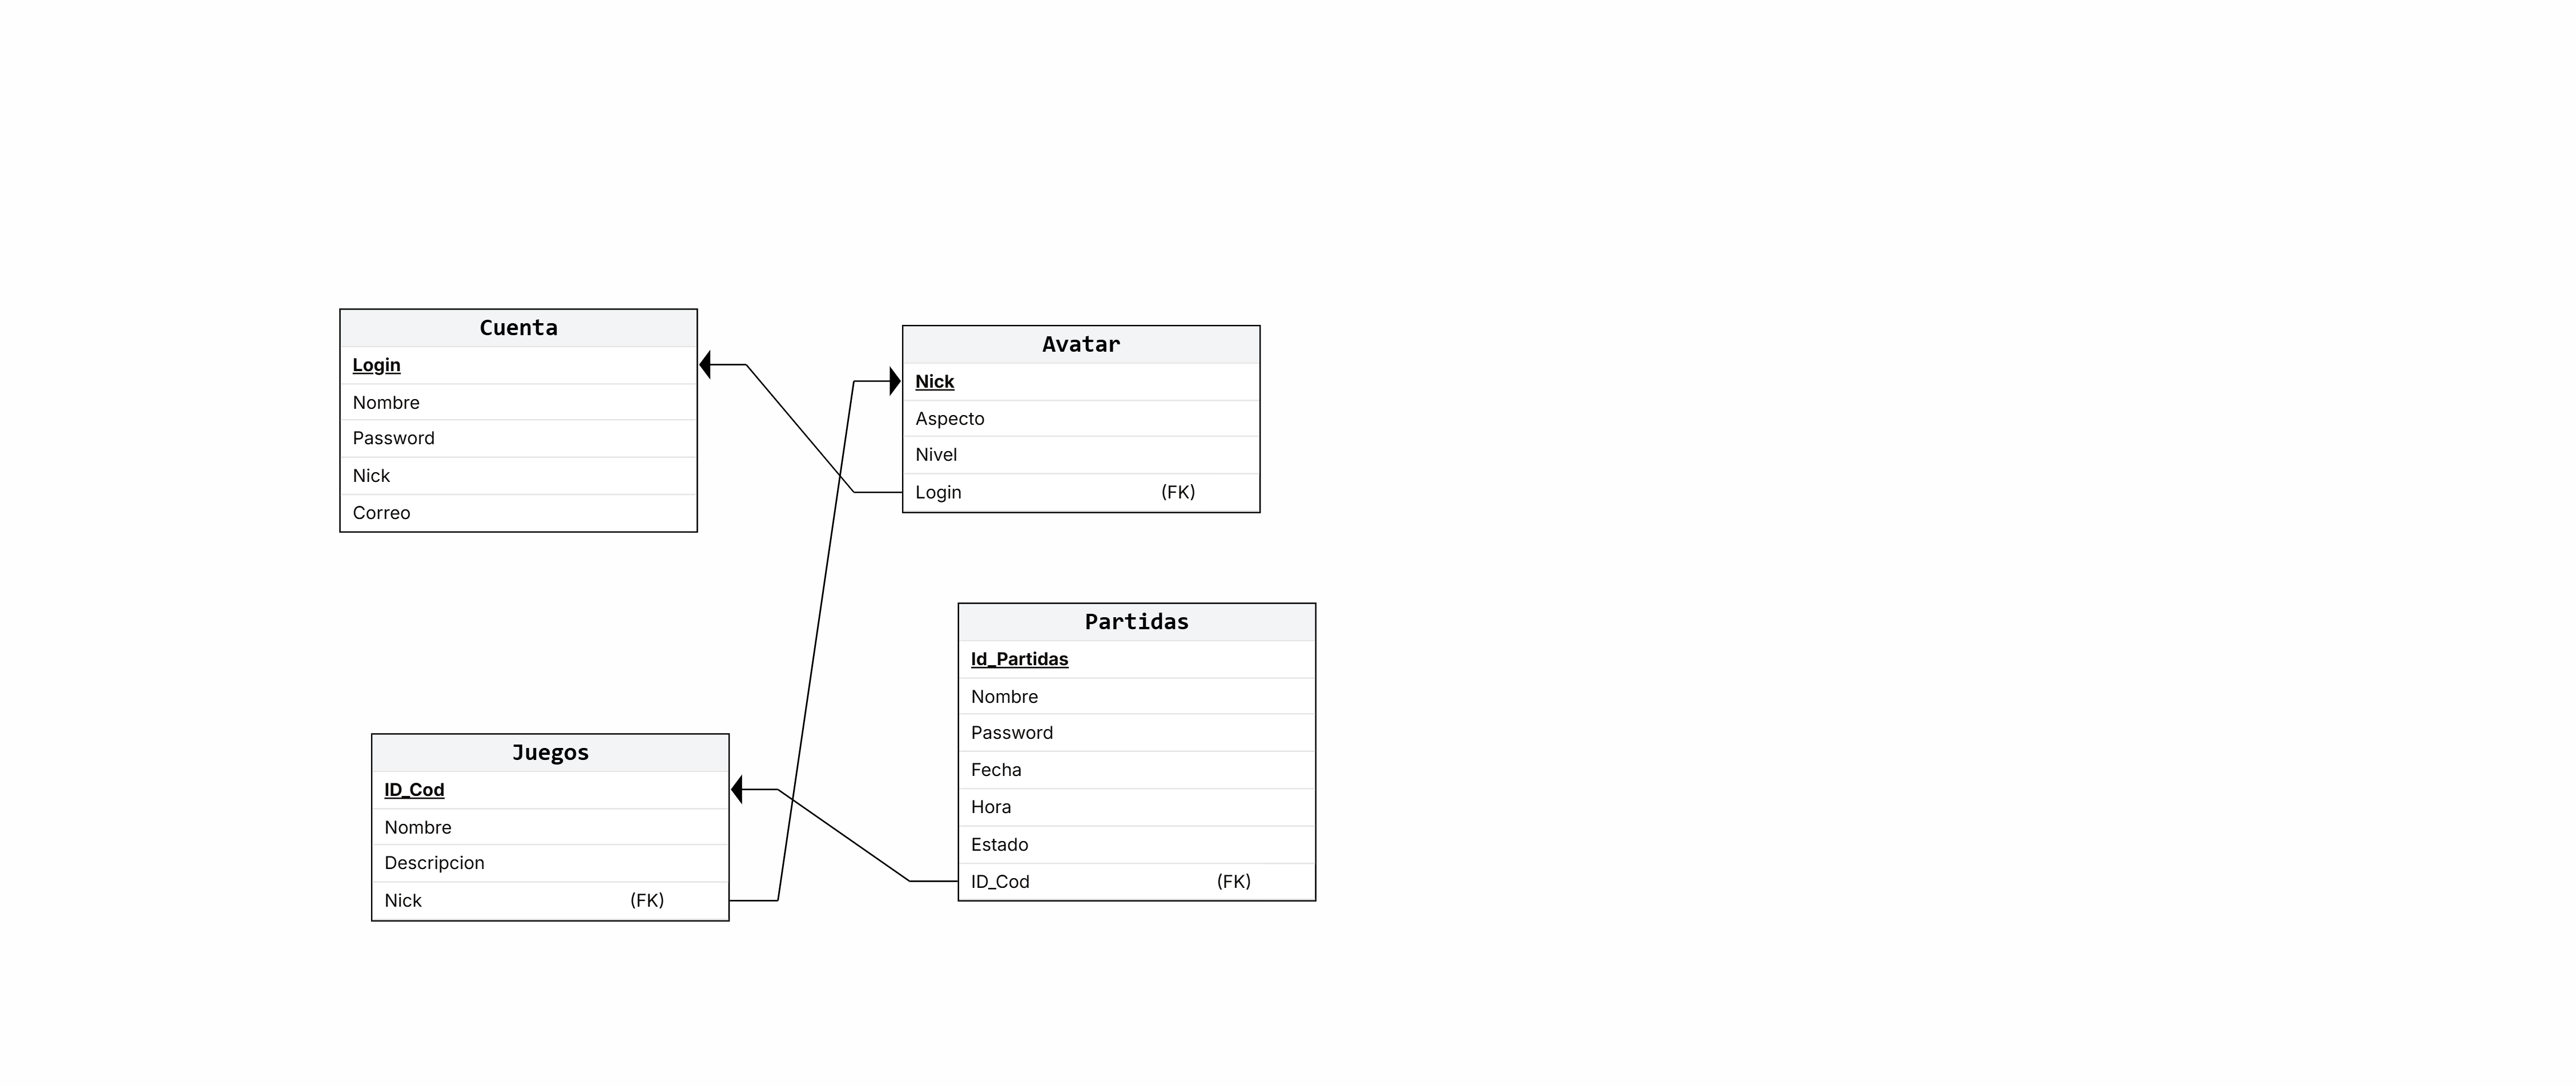 Cuenta
Login
Nombre
Password
Nick
Correo
Avatar
Nick
Aspecto
Nivel
Login (FK)
Juegos
ID_Cod
Nombre
Descripcion
Nick (FK)
Partidas
Id_Partidas
Nombre
Password
Fecha
Hora
Estado
ID_Cod (FK)